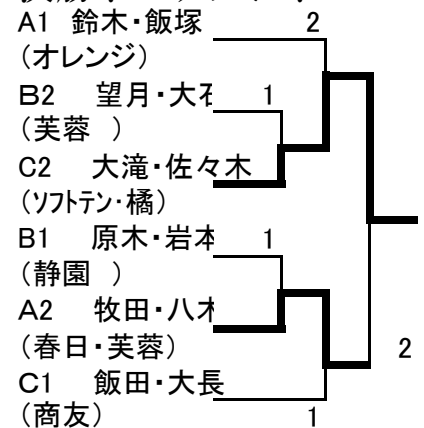 A1 鈴木・飯塚 2
(オレンジ)
B2 望月・大石 1
(芙蓉 )
C2 大滝・佐々木
(ソフトテン・橘)
B1 原木・岩本 1
(静園 )
A2 牧田・八木
(春日・芙蓉) 2
C1 飯田・大長
(商友) 1